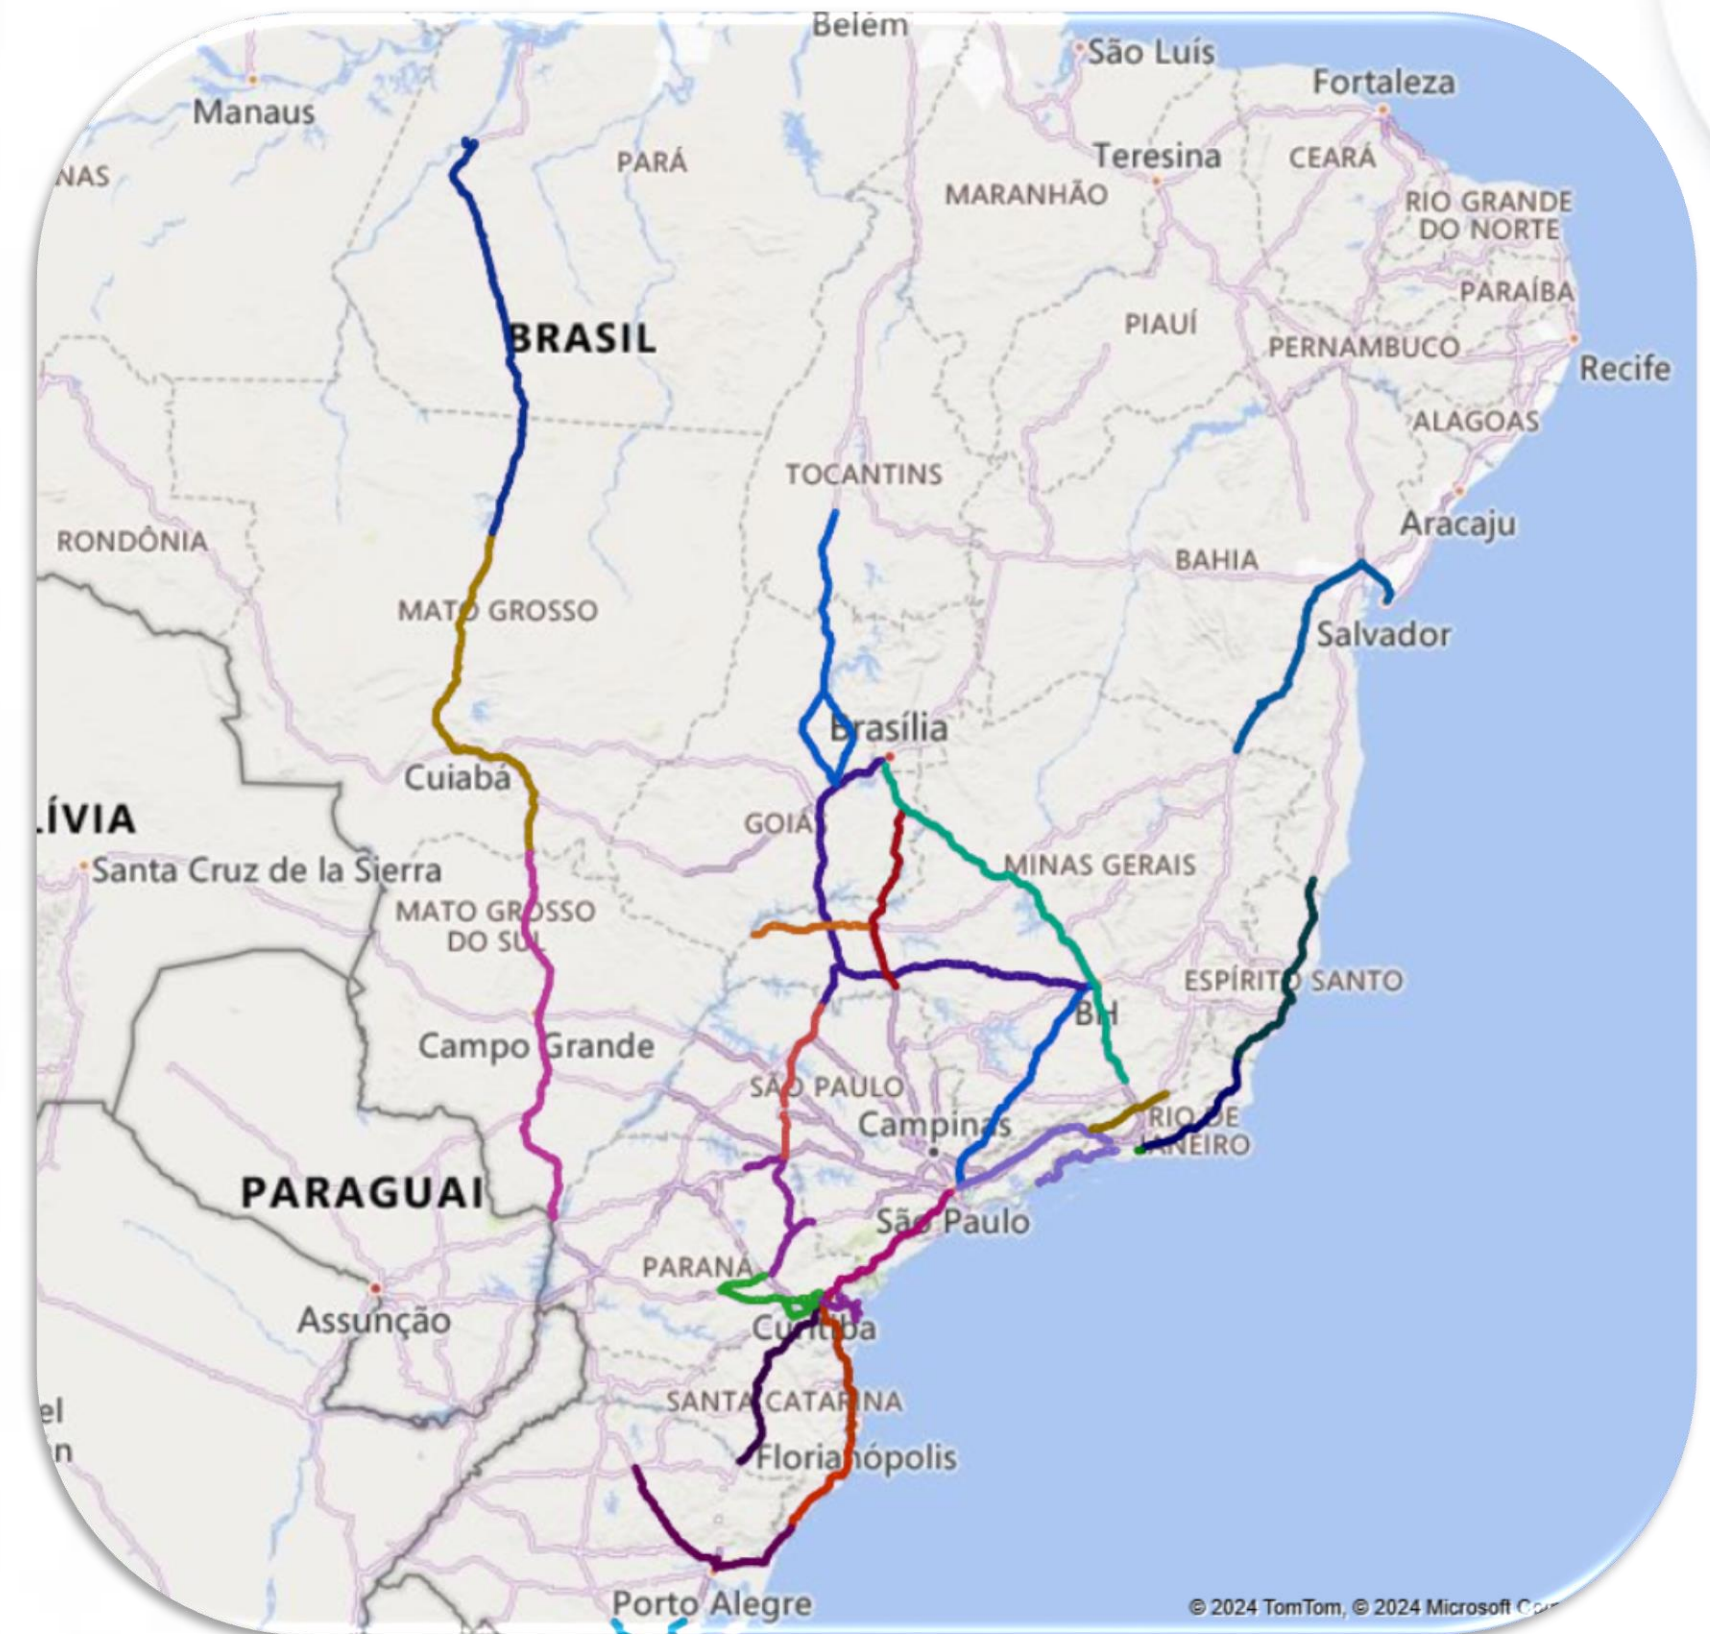 Belém
São Luís
Fortaleza
Manaus
Teresina
CEARÁ
PARÁ
NAS
MARANHÃO
RIO GRANDE
DO NORTE
PARAÍBA
PIAUÍ
BRASIL
PERNAMBUCO
Recife
ALAGOAS
TOCANTINS
Aracaju
RONDÔNIA
BAHIA
MATO GROSSO
Salvador
Brasília
Cuiabá
LÍVIA
GOIÁ
MINAS GERAIS
Santa Cruz de la Sierra
MATO GROSSO
DO SUL
ESPÍRITO SANTO
BH
Campo Grande
SÃO PAULO
Campinas
RIO DE
JANEIRO
PARAGUAI
São Paulo
PARANÁ
Assunção
Curitiba
SANTA CATARINA
el
n
Florianópolis
Porto Alegre
© 2024 TomTom, © 2024 Microsoft